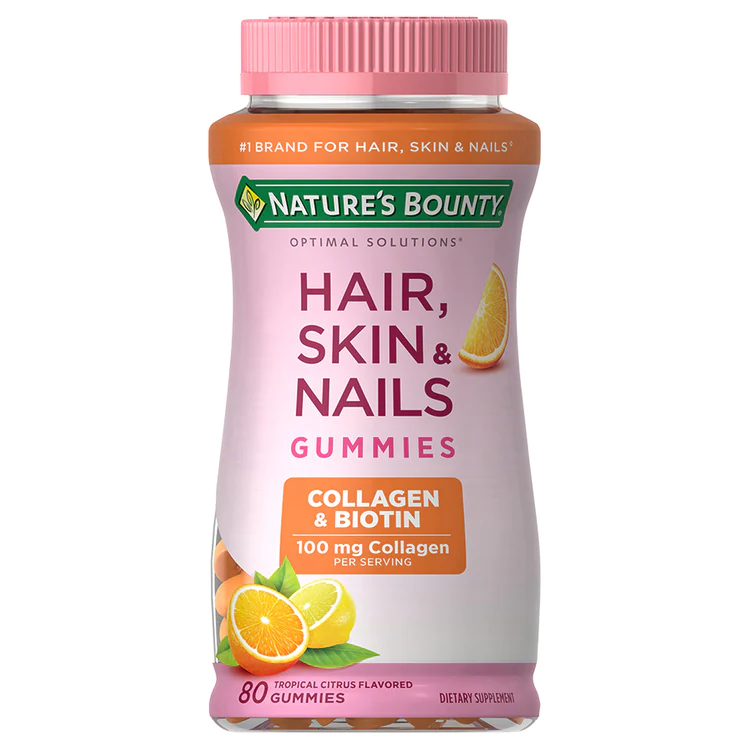 #1 BRAND FOR HAIR, SKIN & NAILS◊
NATURE'S BOUNTY®
OPTIMAL SOLUTIONS®
HAIR,
SKIN &
NAILS
GUMMIES
COLLAGEN
& BIOTIN
100 mg Collagen
PER SERVING
80 TROPICAL CITRUS FLAVORED
GUMMIES
DIETARY SUPPLEMENT